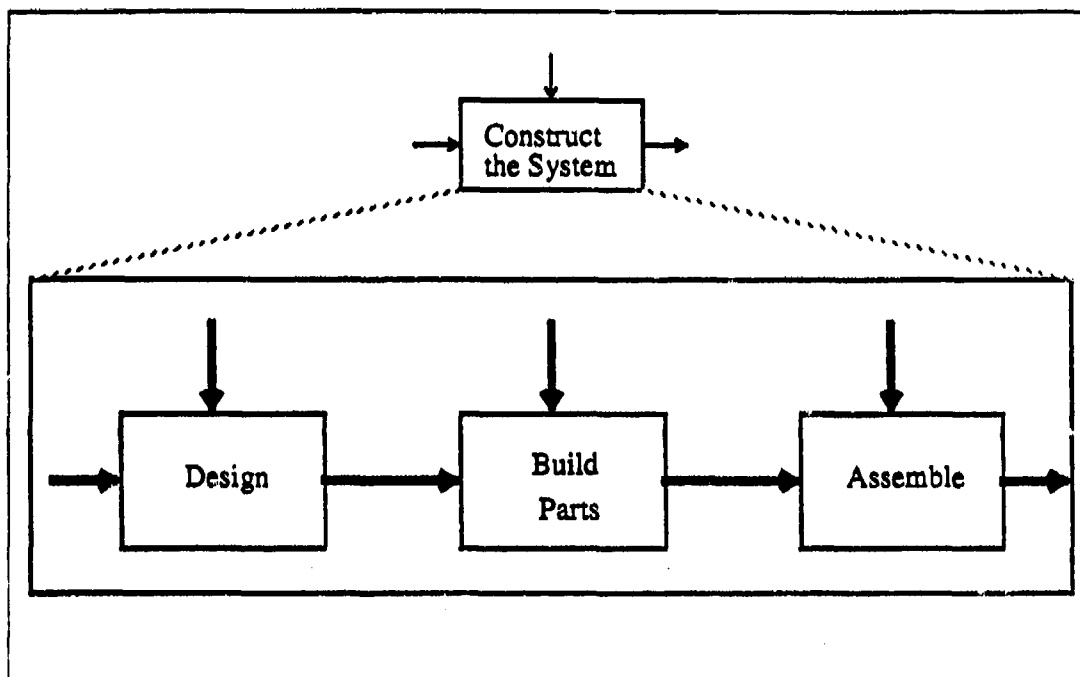 Construct
the System
Design
Build
Parts
Assemble